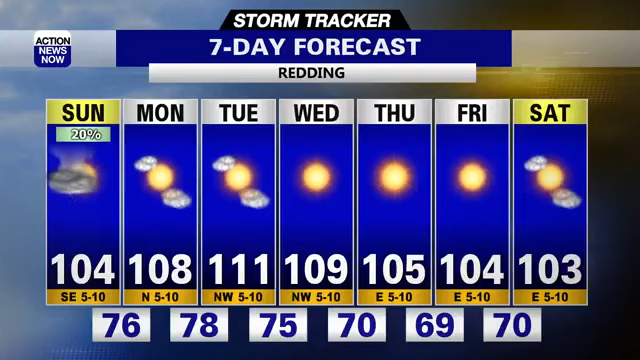 STORM TRACKER
ACTION
NEWS
NOW
7-DAY FORECAST
REDDING
SUN MON TUE WED THU FRI SAT
20%
104 108 111 109 105 104 103
SE 5-10 N 5-10 NW 5-10 NW 5-10 E 5-10 E 5-10 E 5-10
76 78 75 70 69 70